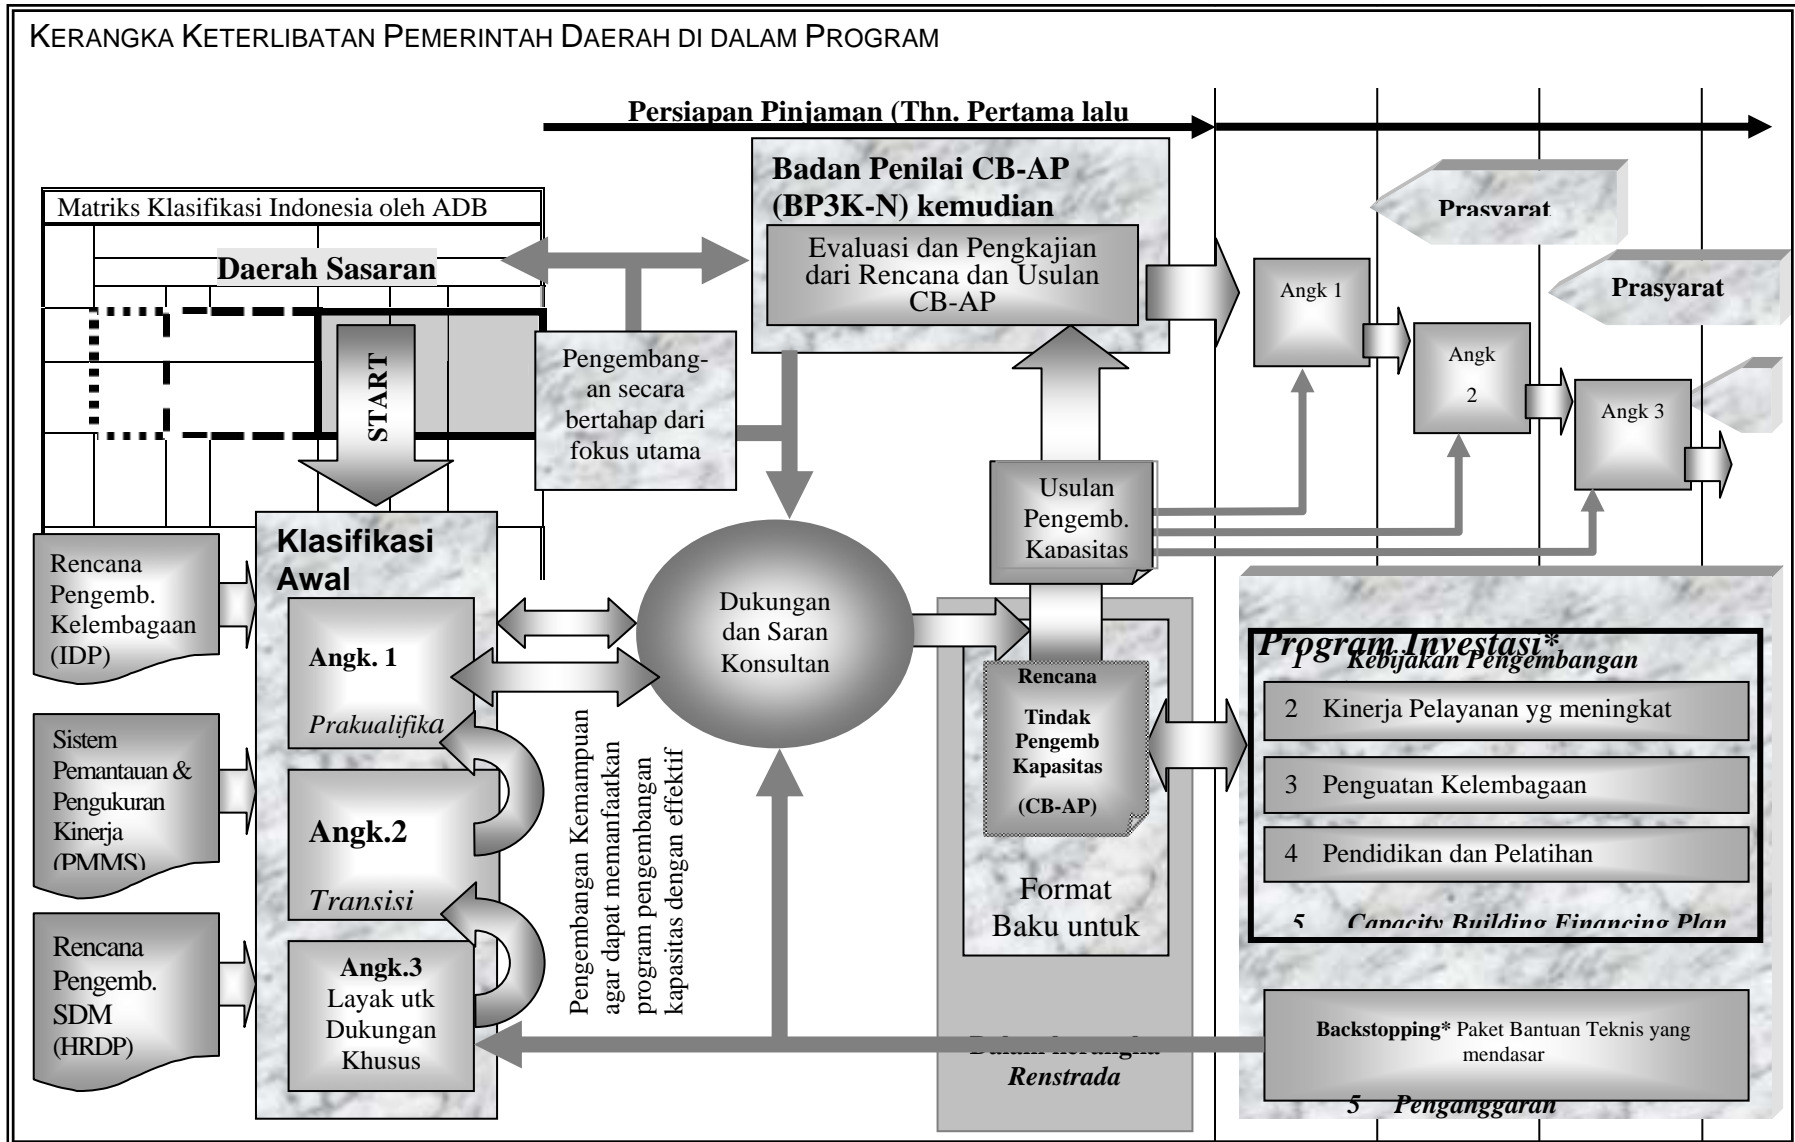 KERANGKA KETERLIBATAN PEMERINTAH DAERAH DI DALAM PROGRAM
Persiapan Pinjaman (Thn. Pertama lalu
Matriks Klasifikasi Indonesia oleh ADB
Daerah Sasaran
START
Pengembang-
an secara
bertahap dari
fokus utama
Badan Penilai CB-AP
(BP3K-N) kemudian
Evaluasi dan Pengkajian
dari Rencana dan Usulan
CB-AP
Prasyarat
Prasyarat
Angk 1
Angk
2
Angk 3
Usulan
Pengemb.
Kapasitas
Rencana
Pengemb.
Kelembagaan
(IDP)
Sistem
Pemantauan &
Pengukuran
Kinerja
(PMMS)
Rencana
Pengemb.
SDM
(HRDP)
Klasifikasi
Awal
Angk. 1
Prakualifika
Angk.2
Transisi
Angk.3
Layak utk
Dukungan
Khusus
Pengembangan Kemampuan
agar dapat memanfaatkan
program pengembangan
kapasitas dengan effektif
Dukungan
dan Saran
Konsultan
Rencana
Tindak
Pengemb
Kapasitas
(CB-AP)
Format
Baku untuk
Dalam kerangka
Renstrada
Program Investasi*
1 Kebijakan Pengembangan
2 Kinerja Pelayanan yg meningkat
3 Penguatan Kelembagaan
4 Pendidikan dan Pelatihan
5 Capacity Building Financing Plan
Backstopping* Paket Bantuan Teknis yang
mendasar
5 Penganggaran